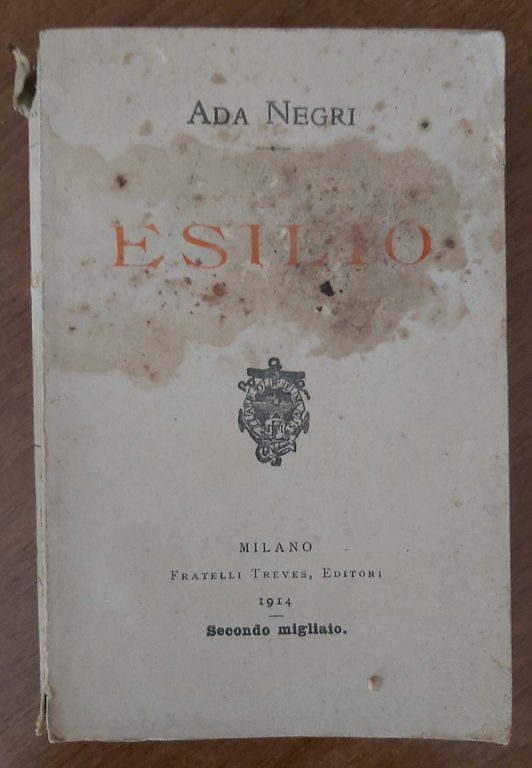 ADA NEGRI
ESILIO
MILANO
FRATELLI TREVES, EDITORI
1914
Secondo migliaio.